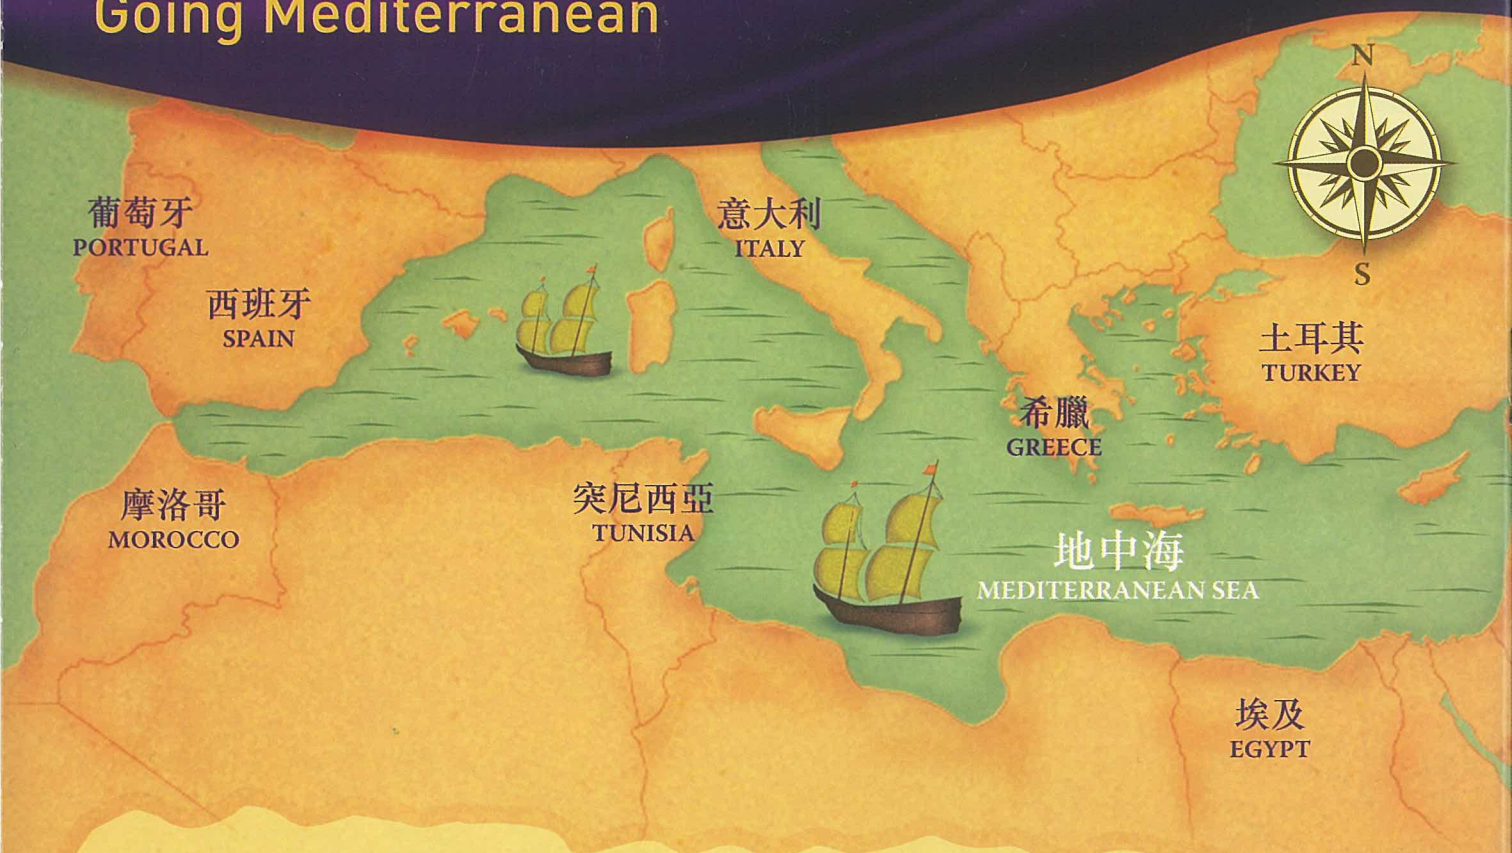 Going Mediterranean
N
葡萄牙
PORTUGAL
意大利
ITALY
S
西班牙
SPAIN
土耳其
TURKEY
希臘
GREECE
摩洛哥
MOROCCO
突尼西亞
TUNISIA
地中海
MEDITERRANEAN SEA
埃及
EGYPT